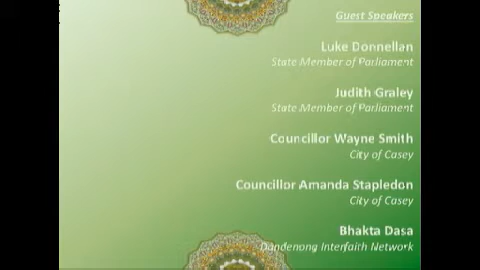 Guest Speakers
Luke Donnellan
State Member of Parliament
Judith Graley
State Member of Parliament
Councillor Wayne Smith
City of Casey
Councillor Amanda Stapledon
City of Casey
Bhakta Dasa
Dandenong Interfaith Network